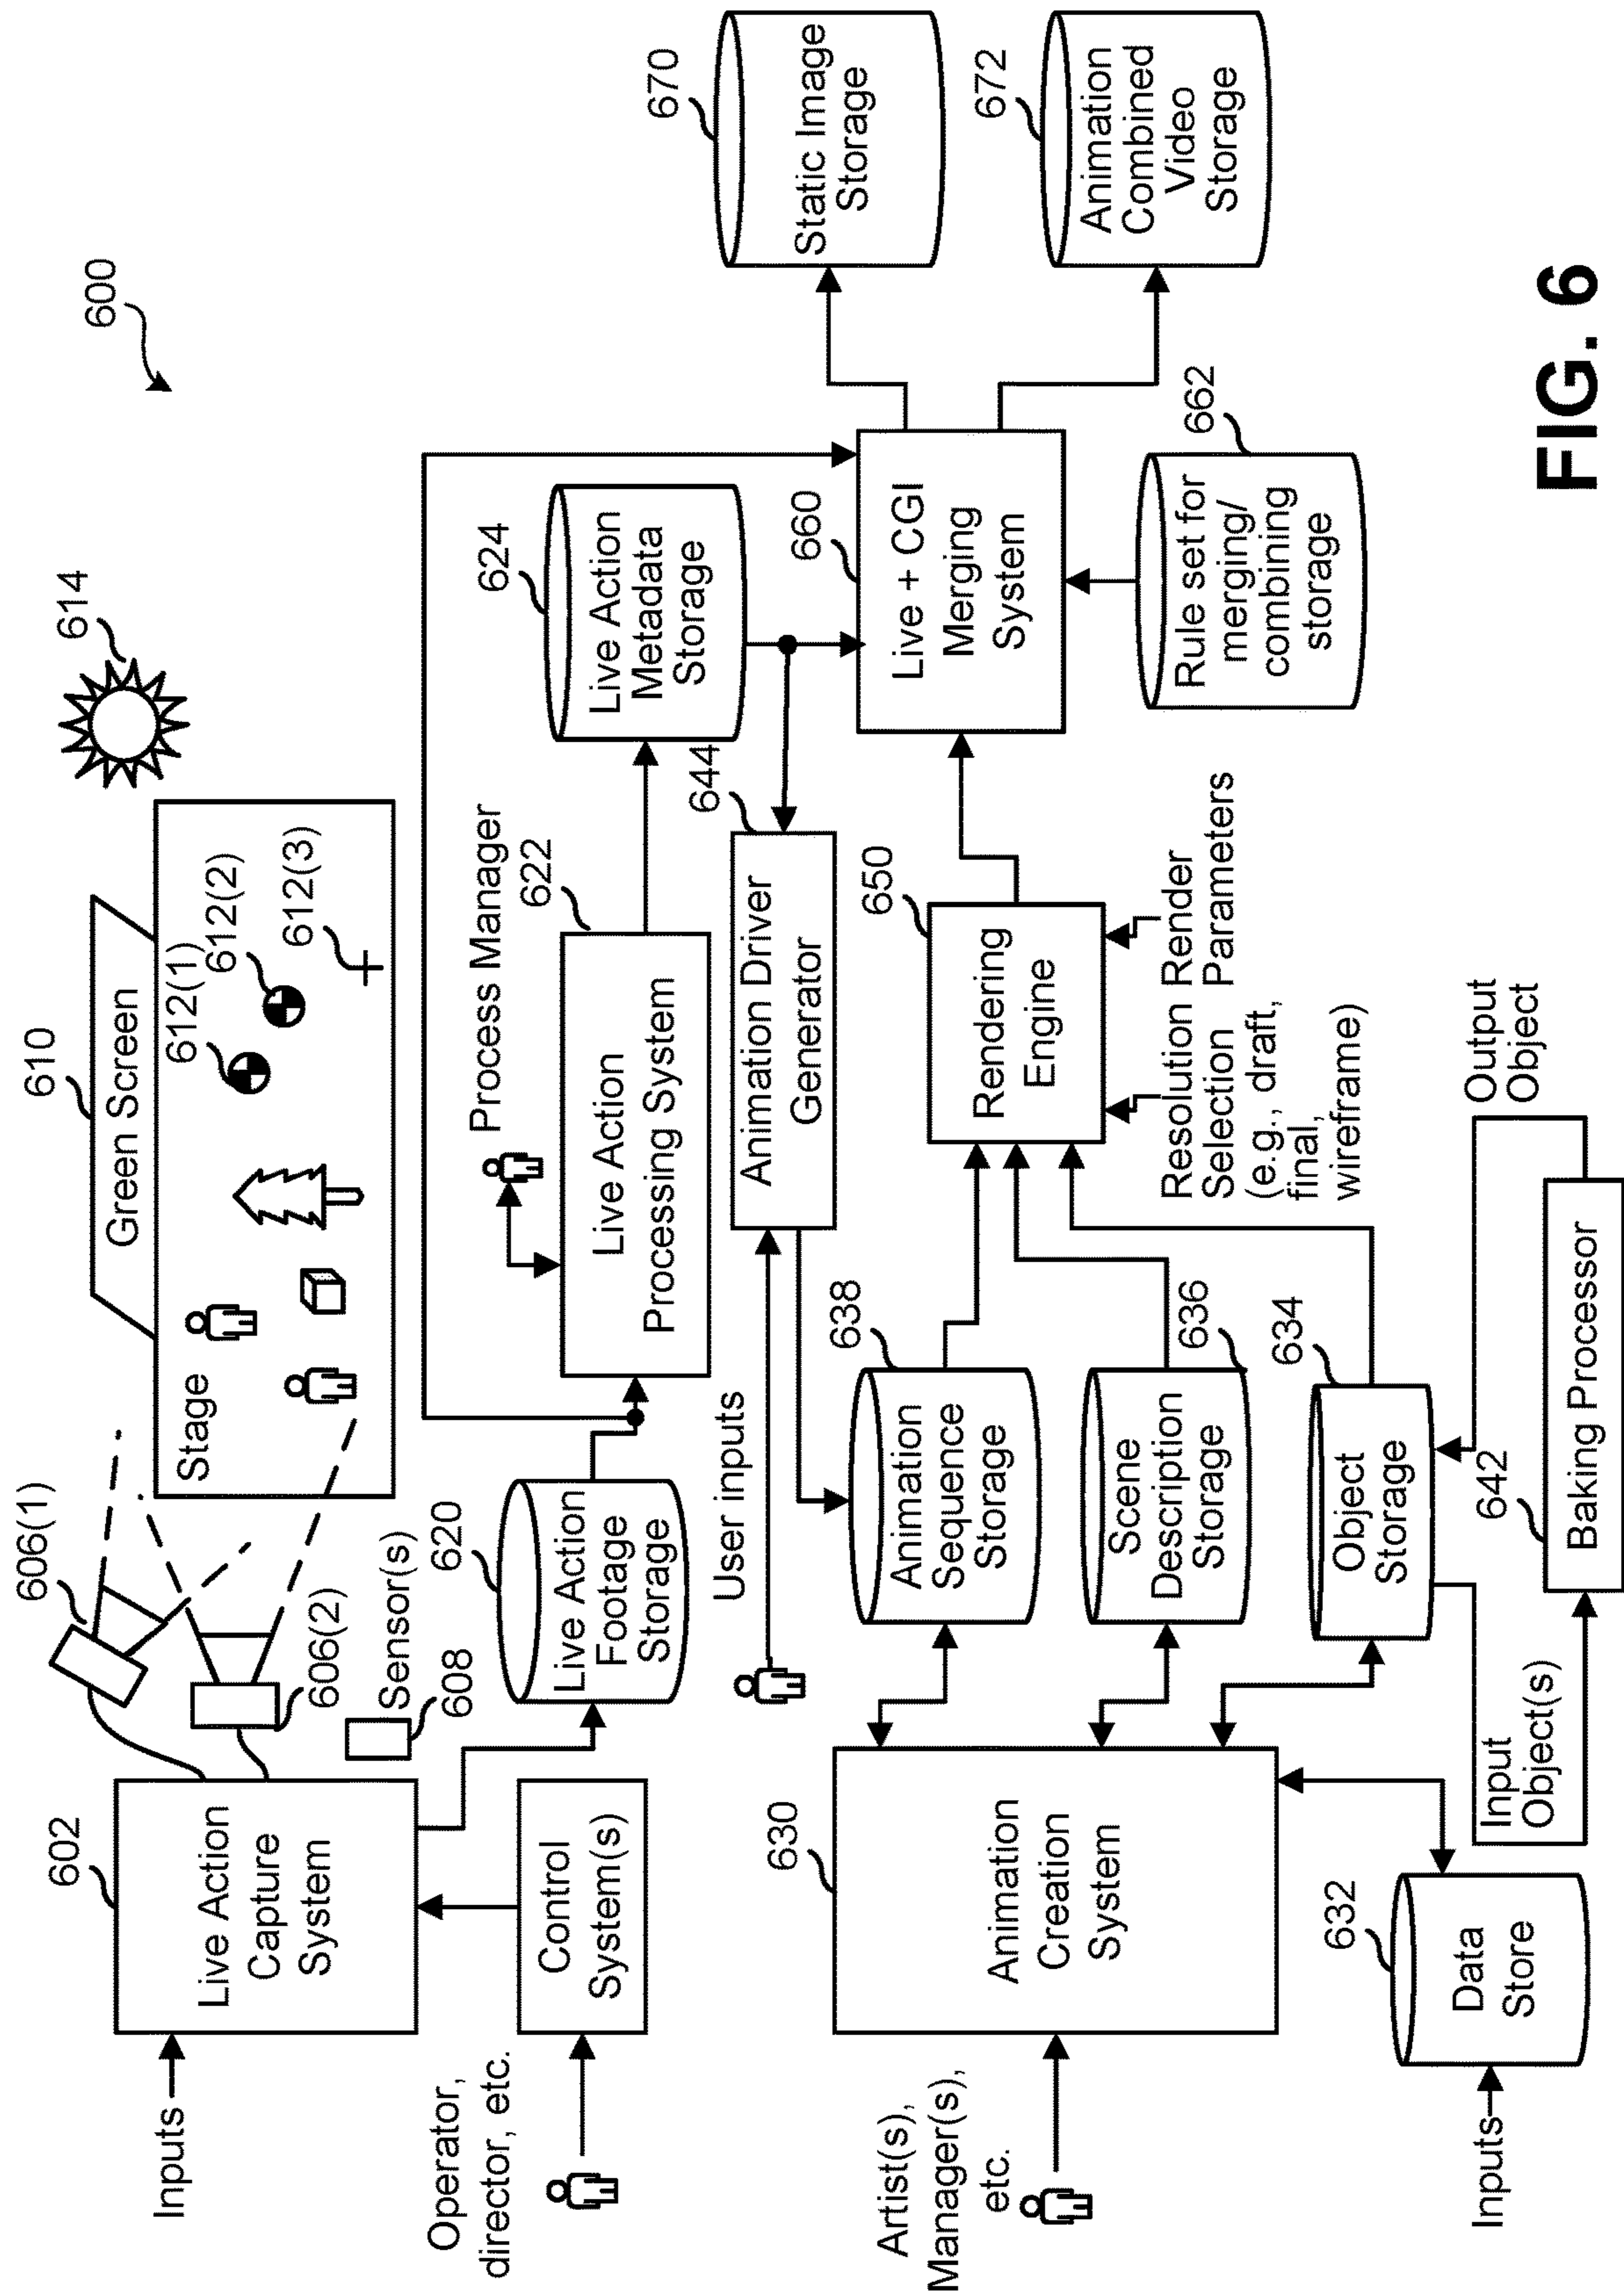 600
602
Live Action
Capture
System
Inputs
606(1)
606(2)
Sensor(s)
608
610
Green Screen
Stage
612(1)
612(2)
612(3)
614
Operator,
director, etc.
Control
System(s)
620
Live Action
Footage
Storage
Process Manager
622
Live Action
Processing System
624
Live Action
Metadata
Storage
User inputs
644
Animation Driver
Generator
630
Animation
Creation
System
Artist(s),
Manager(s),
etc.
638
Animation
Sequence
Storage
636
Scene
Description
Storage
634
Object
Storage
632
Data
Store
Inputs
Input
Object(s)
642
Baking Processor
Output
Object
650
Rendering
Engine
Resolution
Selection
(e.g., draft,
final,
wireframe)
Render
Parameters
660
Live + CGI
Merging
System
662
Rule set for
merging/
combining
storage
670
Static Image
Storage
672
Animation
Combined
Video
Storage
FIG. 6